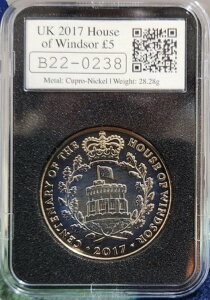 UK 2017 House
of Windsor £5
B22-0238
Metal: Cupro-Nickel | Weight: 28.28g
CENTENARY OF THE HOUSE OF WINDSOR
· 2017 ·